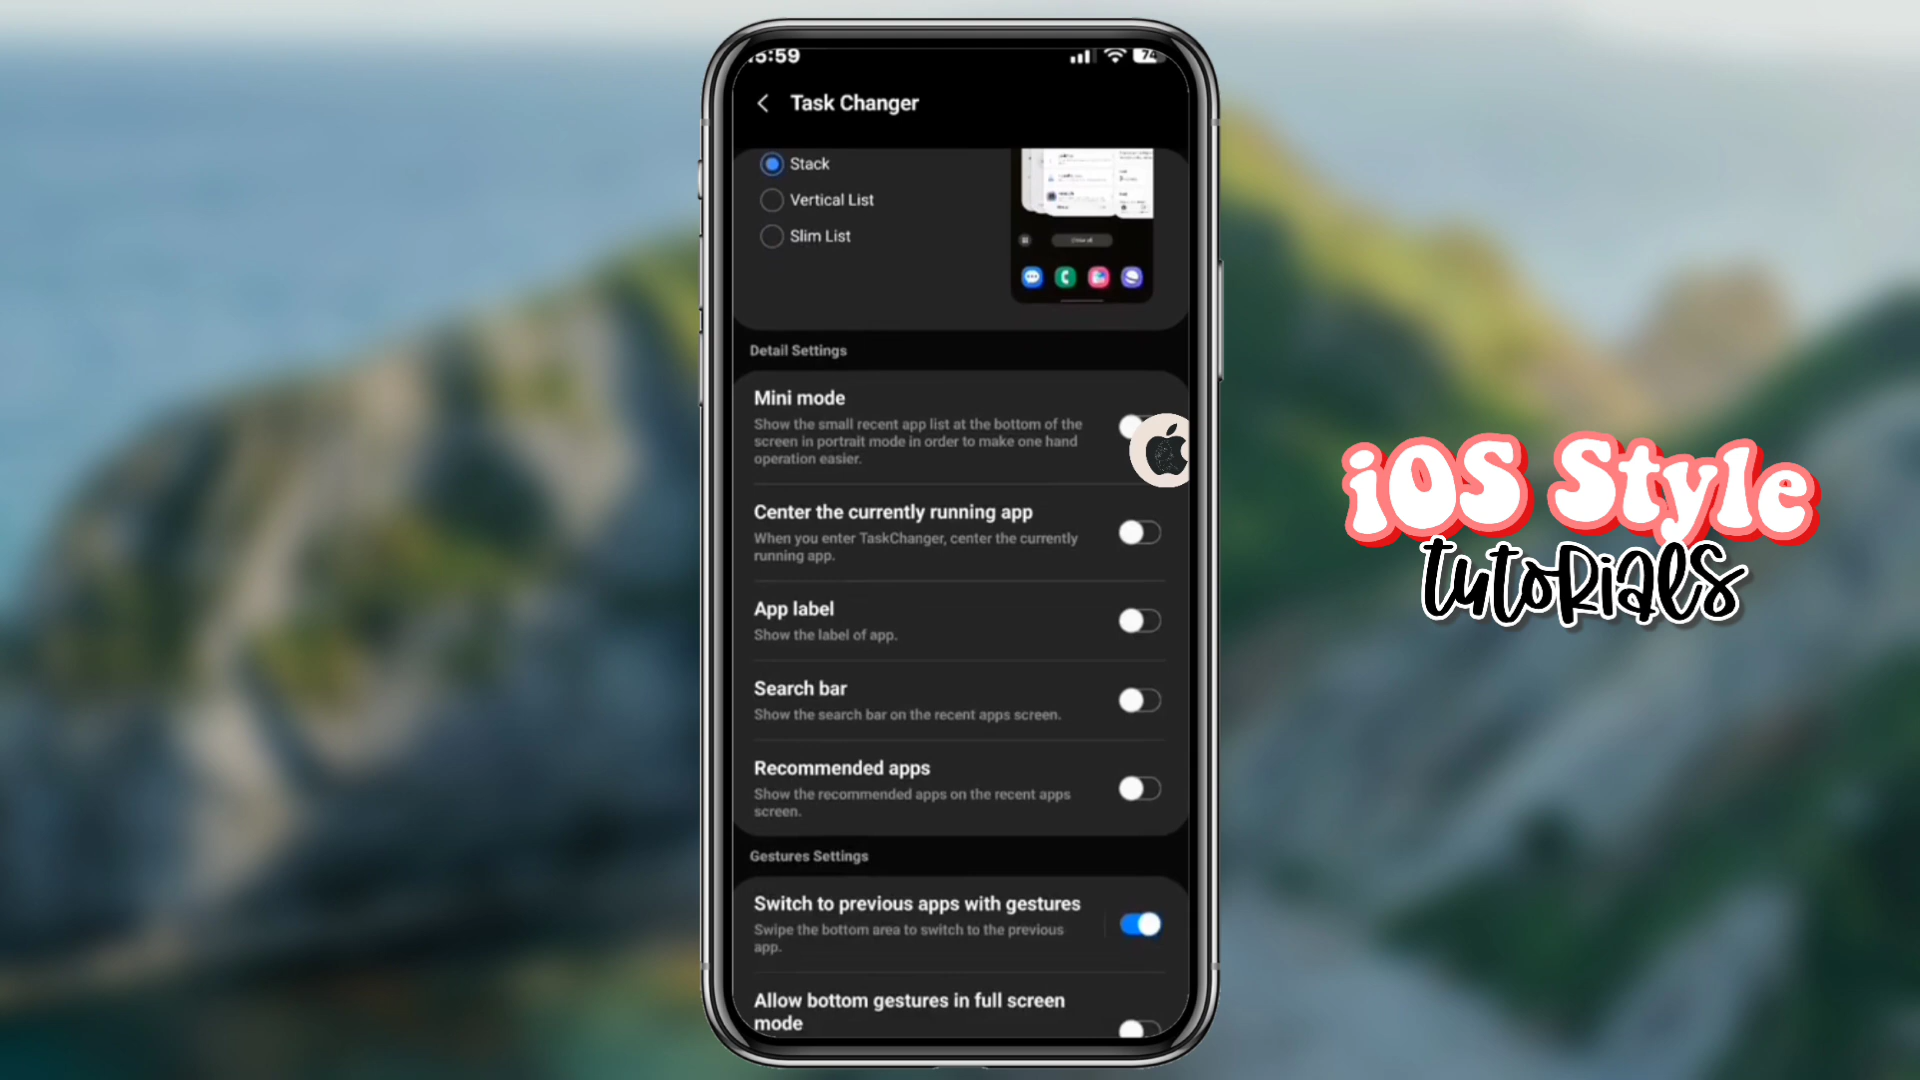 5:59
74
Task Changer
Stack
Vertical List
Slim List
Detail Settings
Mini mode
Show the small recent app list at the bottom of the
screen in portrait mode in order to make one hand
operation easier.
Center the currently running app
When you enter TaskChanger, center the currently
running app.
App label
Show the label of app.
Search bar
Show the search bar on the recent apps screen.
Recommended apps
Show the recommended apps on the recent apps
screen.
Gestures Settings
Switch to previous apps with gestures
Swipe the bottom area to switch to the previous
app.
Allow bottom gestures in full screen
mode
iOS Style
tutorials